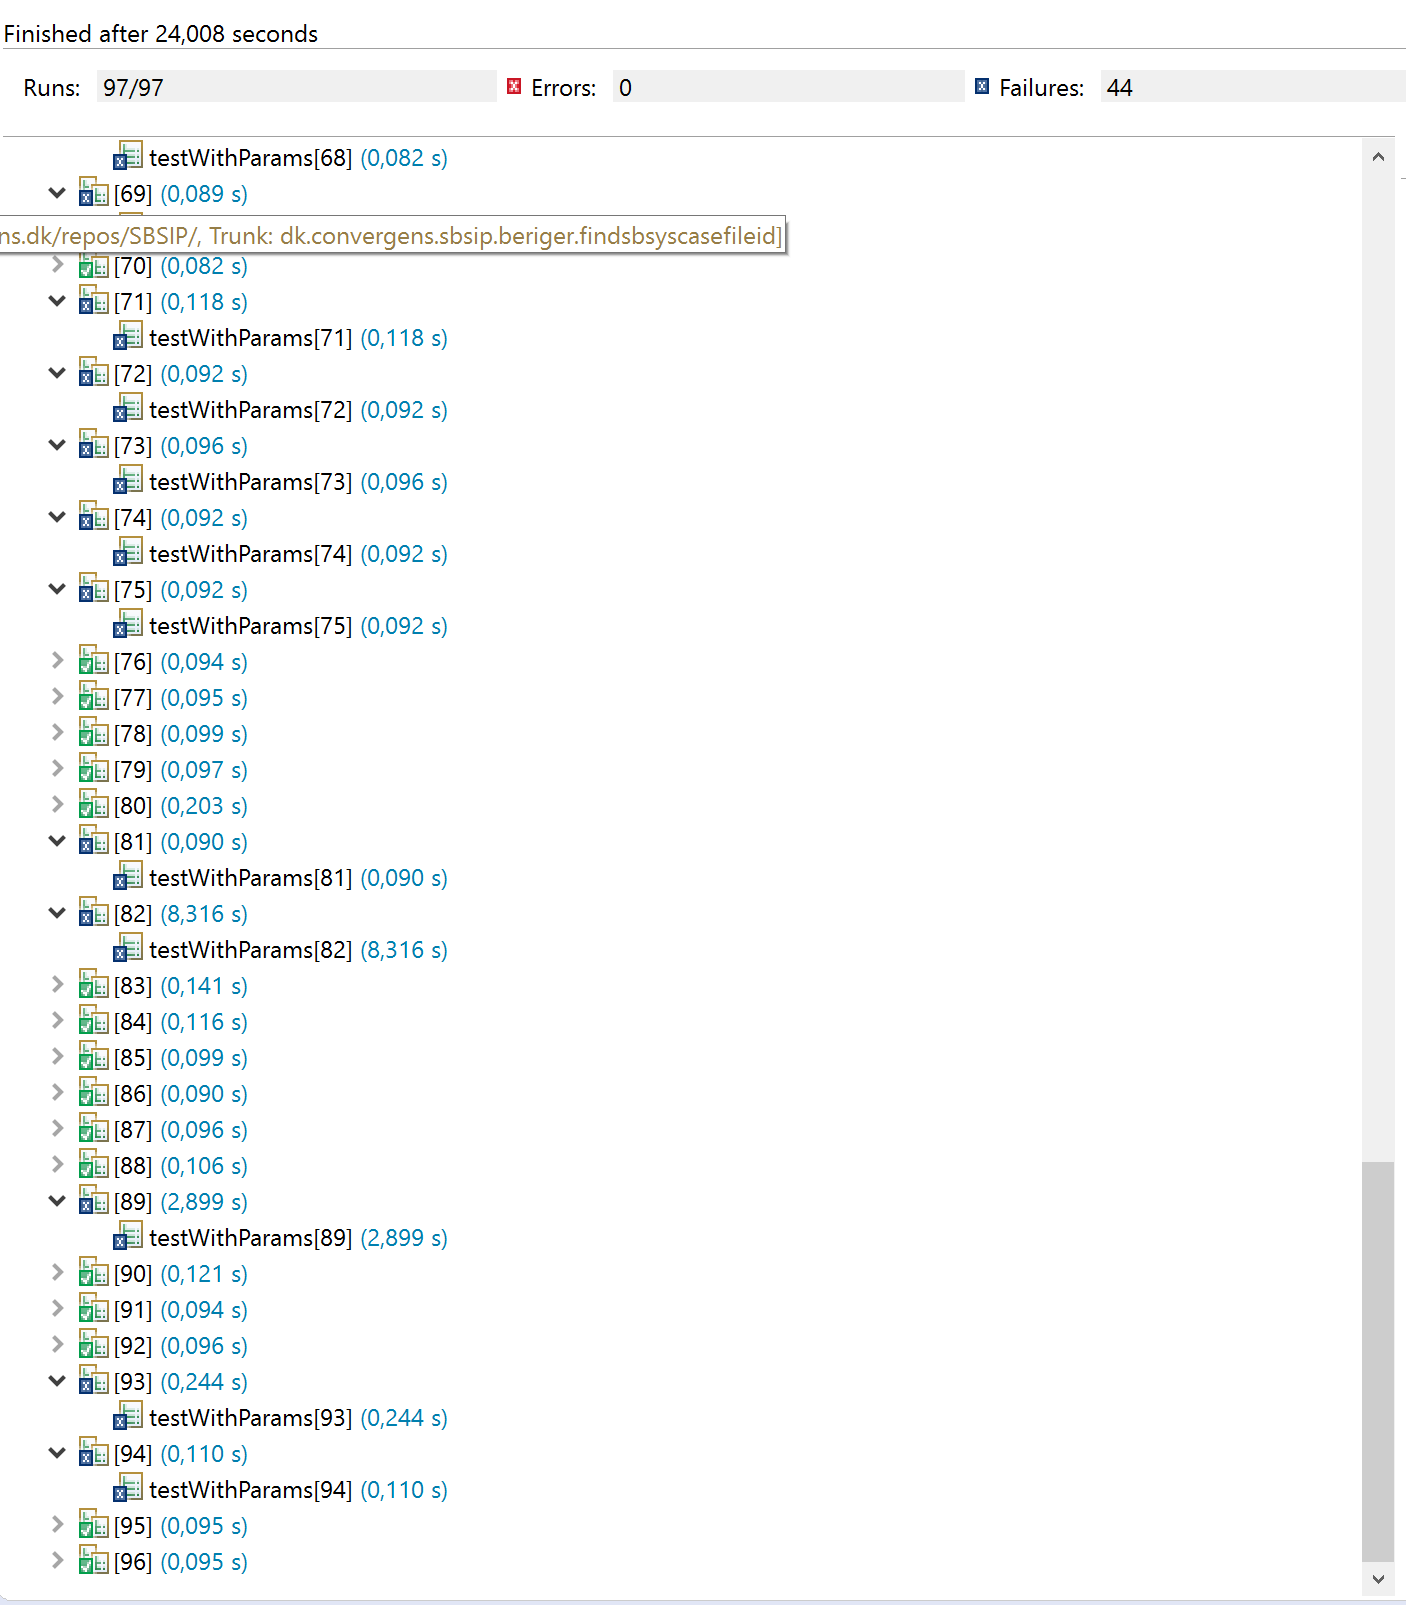 Finished after 24,008 seconds
Runs: 97/97 Errors: 0 Failures: 44
testWithParams[68] (0,082 s)
[69] (0,089 s)
ns.dk/repos/SBSIP/, Trunk: dk.convergens.sbsip.beriger.findsbsyscasefileid]
[70] (0,082 s)
[71] (0,118 s)
testWithParams[71] (0,118 s)
[72] (0,092 s)
testWithParams[72] (0,092 s)
[73] (0,096 s)
testWithParams[73] (0,096 s)
[74] (0,092 s)
testWithParams[74] (0,092 s)
[75] (0,092 s)
testWithParams[75] (0,092 s)
[76] (0,094 s)
[77] (0,095 s)
[78] (0,099 s)
[79] (0,097 s)
[80] (0,203 s)
[81] (0,090 s)
testWithParams[81] (0,090 s)
[82] (8,316 s)
testWithParams[82] (8,316 s)
[83] (0,141 s)
[84] (0,116 s)
[85] (0,099 s)
[86] (0,090 s)
[87] (0,096 s)
[88] (0,106 s)
[89] (2,899 s)
testWithParams[89] (2,899 s)
[90] (0,121 s)
[91] (0,094 s)
[92] (0,096 s)
[93] (0,244 s)
testWithParams[93] (0,244 s)
[94] (0,110 s)
testWithParams[94] (0,110 s)
[95] (0,095 s)
[96] (0,095 s)